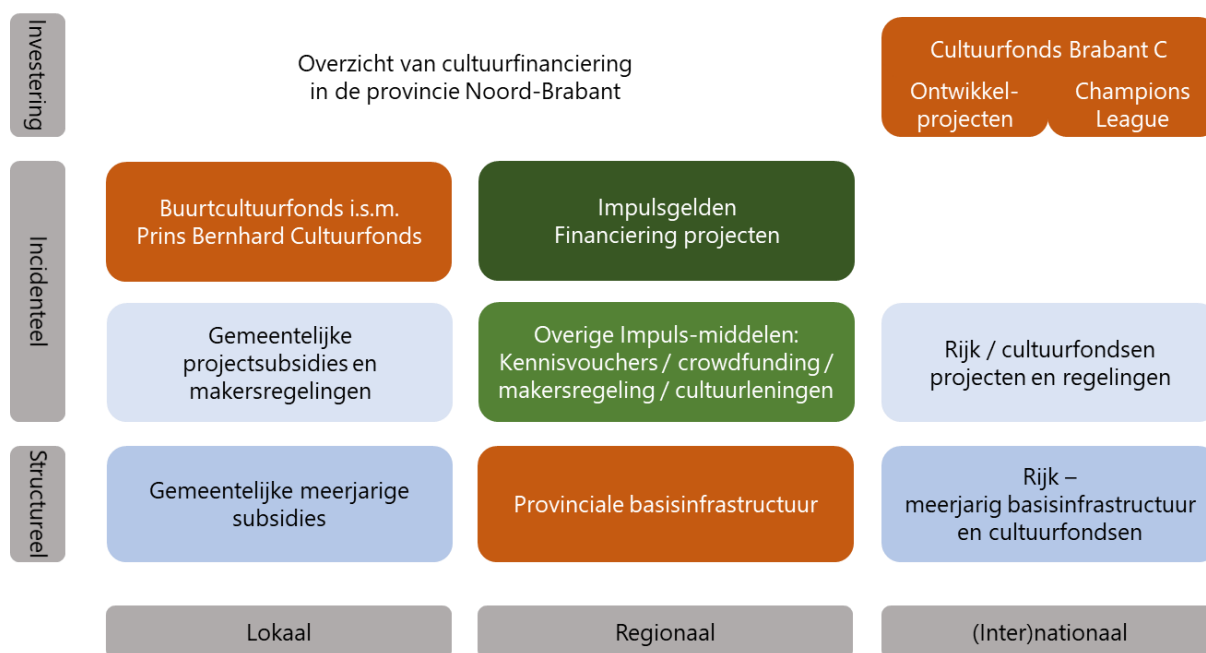 Investering
Overzicht van cultuurfinanciering
in de provincie Noord-Brabant
Cultuurfonds Brabant C
Ontwikkel-
projecten
Champions
League
Incidenteel
Buurtcultuurfonds i.s.m.
Prins Bernhard Cultuurfonds
Impulsgelden
Financiering projecten
Gemeentelijke
projectsubsidies en
makersregelingen
Overige Impuls-middelen:
Kennisvouchers / crowdfunding /
makersregeling / cultuurleningen
Rijk / cultuurfondsen
projecten en regelingen
Structureel
Gemeentelijke meerjarige
subsidies
Provinciale basisinfrastructuur
Rijk –
meerjarig basisinfrastructuur
en cultuurfondsen
Lokaal
Regionaal
(Inter)nationaal